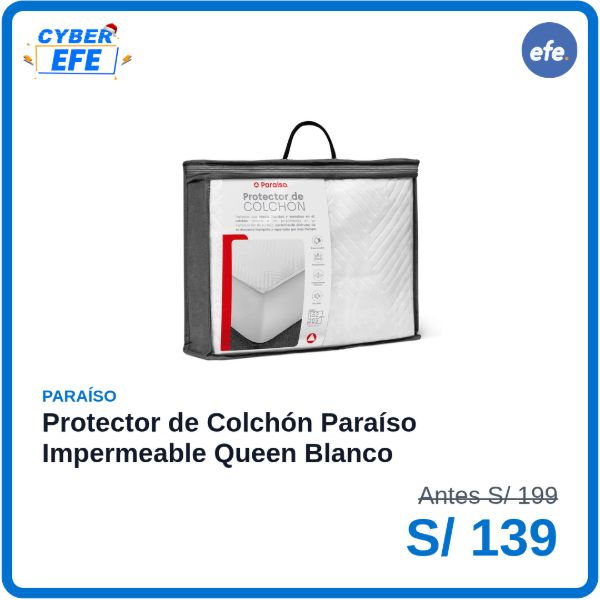 CYBER
EFE
efe.
Paraíso
Protector de
COLCHÓN
PARAÍSO
Protector de Colchón Paraíso
Impermeable Queen Blanco
Antes S/ 199
S/ 139